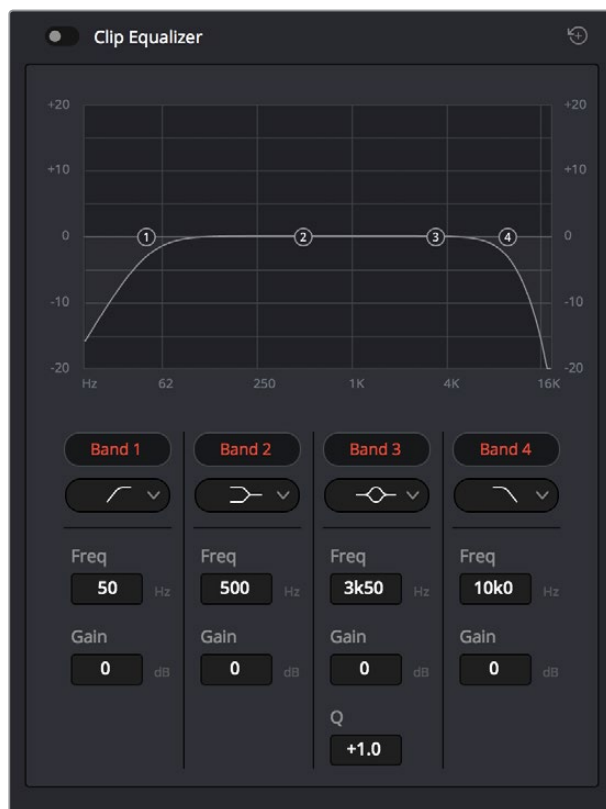 Clip Equalizer
+20 +20
+10 +10
0 1 2 3 4 0
-10 -10
-20 -20
Hz 62 250 1K 4K 16K
Band 1 Band 2 Band 3 Band 4
Freq Freq Freq Freq
50 Hz 500 Hz 3k50 Hz 10k0 Hz
Gain Gain Gain Gain
0 dB 0 dB 0 dB 0 dB
Q
+1.0